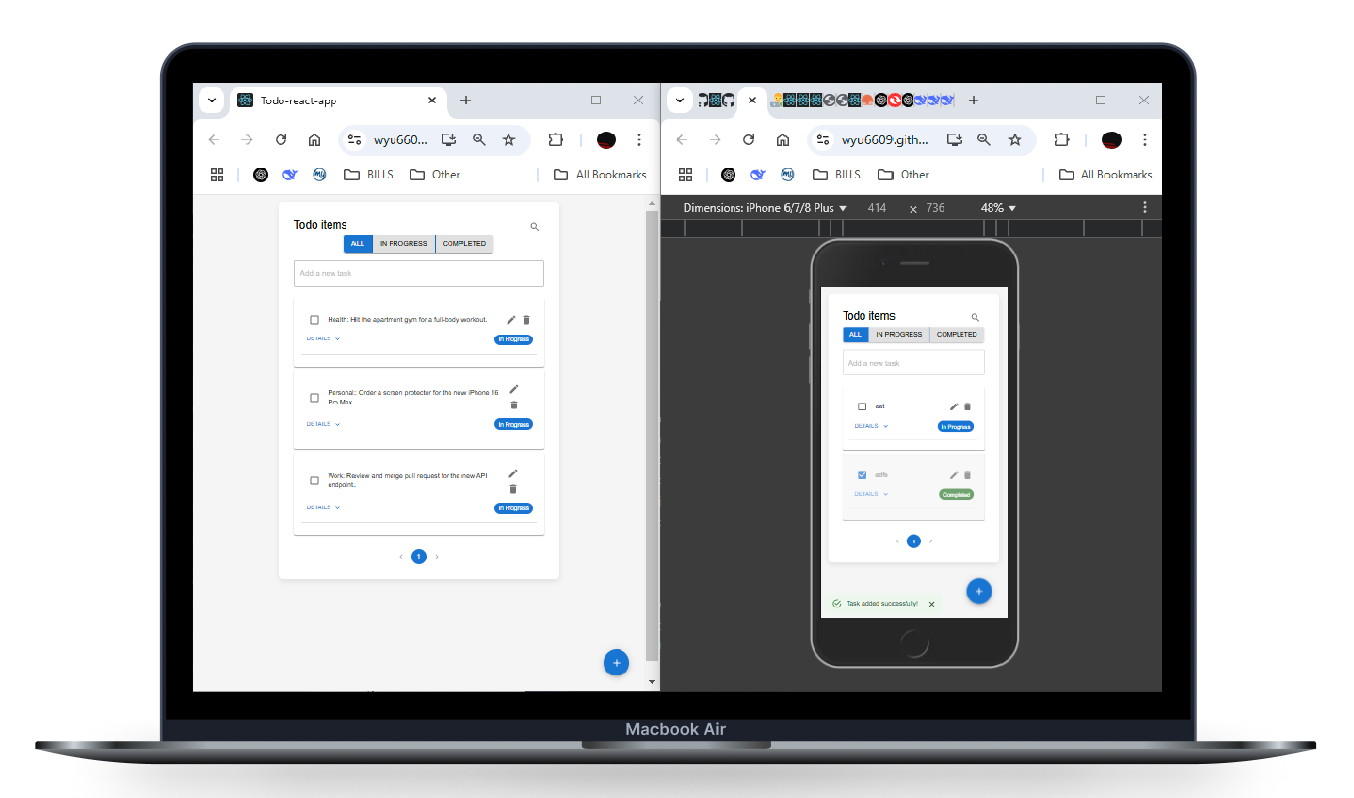 Todo-react-app
wyu660...
BILLS
Other
All Bookmarks
Todo items
ALL
IN PROGRESS
COMPLETED
Add a new task
Health: Hit the apartment gym for a full-body workout.
DETAILS
In Progress
Personal: Order a screen protector for the new iPhone 16
Pro Max
DETAILS
In Progress
Work: Review and merge pull request for the new API
endpoint.
DETAILS
In Progress
1
wyu6609.gith...
BILLS
Other
All Bookmarks
Dimensions: iPhone 6/7/8 Plus
414 x 736
48%
Todo items
ALL
IN PROGRESS
COMPLETED
Add a new task
DETAILS
In Progress
DETAILS
Completed
1
Task added successfully!
Macbook Air